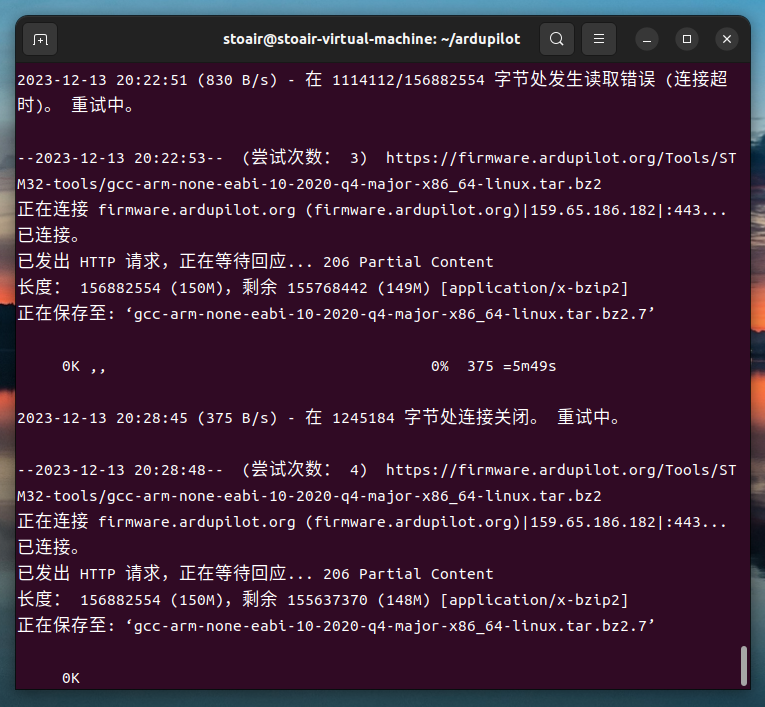 stoair@stoair-virtual-machine: ~/ardupilot
2023-12-13 20:22:51 (830 B/s) - 在 1114112/156882554 字节处发生读取错误 (连接超
时)。 重试中。
--2023-12-13 20:22:53-- （尝试次数： 3） https://firmware.ardupilot.org/Tools/ST
M32-tools/gcc-arm-none-eabi-10-2020-q4-major-x86_64-linux.tar.bz2
正在连接 firmware.ardupilot.org (firmware.ardupilot.org)|159.65.186.182|:443...
已连接。
已发出 HTTP 请求，正在等待回应... 206 Partial Content
长度： 156882554 (150M)，剩余 155768442 (149M) [application/x-bzip2]
正在保存至: ‘gcc-arm-none-eabi-10-2020-q4-major-x86_64-linux.tar.bz2.7’
0K ,, 0% 375 =5m49s
2023-12-13 20:28:45 (375 B/s) - 在 1245184 字节处连接关闭。 重试中。
--2023-12-13 20:28:48-- （尝试次数： 4） https://firmware.ardupilot.org/Tools/ST
M32-tools/gcc-arm-none-eabi-10-2020-q4-major-x86_64-linux.tar.bz2
正在连接 firmware.ardupilot.org (firmware.ardupilot.org)|159.65.186.182|:443...
已连接。
已发出 HTTP 请求，正在等待回应... 206 Partial Content
长度： 156882554 (150M)，剩余 155637370 (148M) [application/x-bzip2]
正在保存至: ‘gcc-arm-none-eabi-10-2020-q4-major-x86_64-linux.tar.bz2.7’
0K